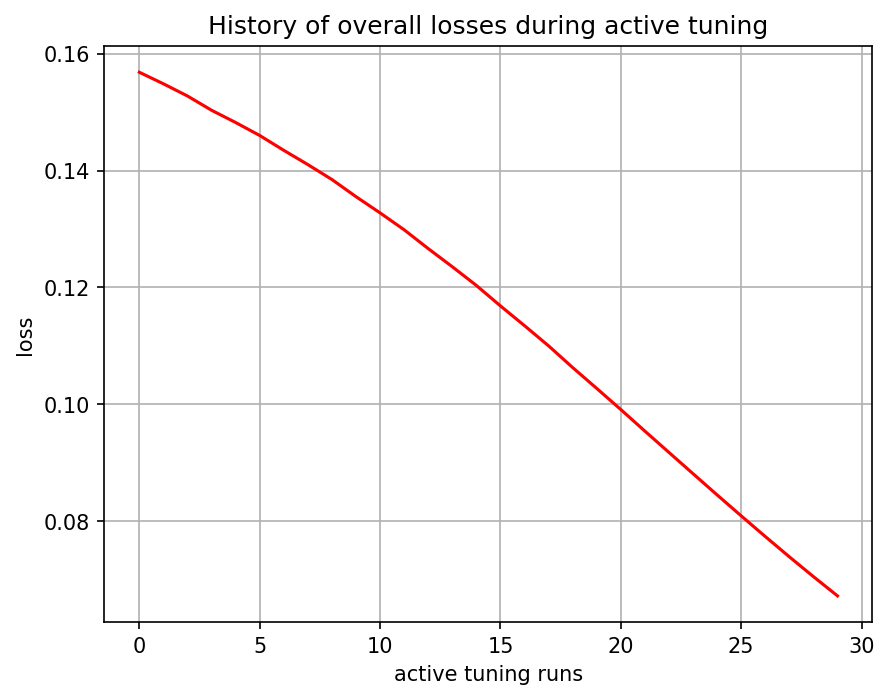 History of overall losses during active tuning
0.16
0.14
0.12
0.10
0.08
loss
0 5 10 15 20 25 30
active tuning runs